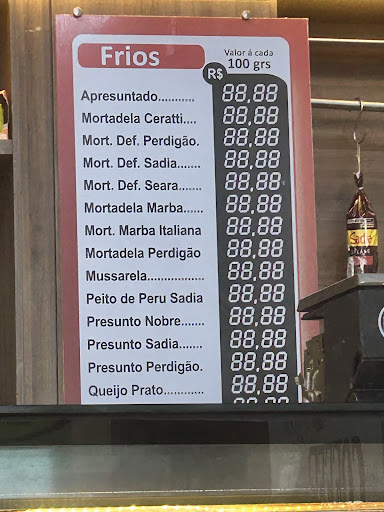 Frios
Valor á cada
100 grs
R$
Apresuntado........... 88,88
Mortadela Ceratti.... 88,88
Mort. Def. Perdigão. 88,88
Mort. Def. Sadia....... 88,88
Mort. Def. Seara....... 88,88
Mortadela Marba...... 88,88
Mort. Marba Italiana 88,88
Mortadela Perdigão 88,88
Mussarela................. 88,88
Peito de Peru Sadia 88,88
Presunto Nobre....... 88,88
Presunto Sadia........ 88,88
Presunto Perdigão. 88,88
Queijo Prato............ 88,88